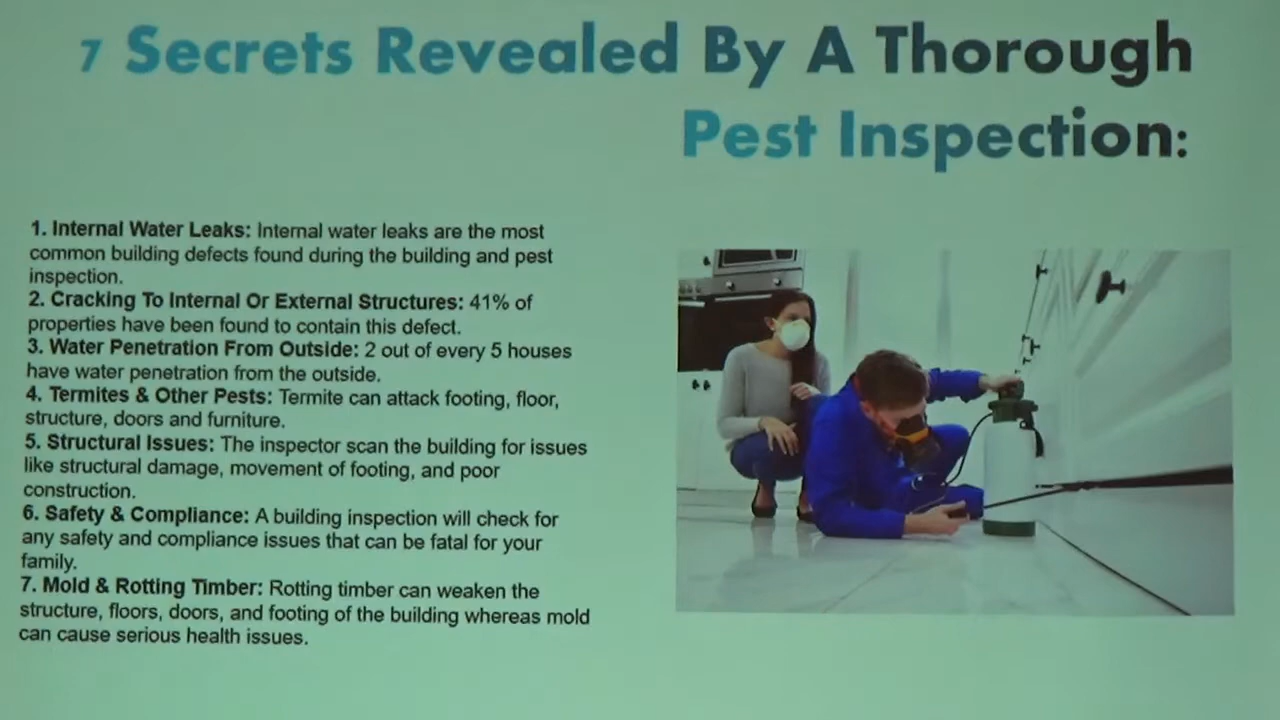 7 Secrets Revealed By A Thorough
Pest Inspection:
1. Internal Water Leaks: Internal water leaks are the most
common building defects found during the building and pest
inspection.
2. Cracking To Internal Or External Structures: 41% of
properties have been found to contain this defect.
3. Water Penetration From Outside: 2 out of every 5 houses
have water penetration from the outside.
4. Termites & Other Pests: Termite can attack footing, floor,
structure, doors and furniture.
5. Structural Issues: The inspector scan the building for issues
like structural damage, movement of footing, and poor
construction.
6. Safety & Compliance: A building inspection will check for
any safety and compliance issues that can be fatal for your
family.
7. Mold & Rotting Timber: Rotting timber can weaken the
structure, floors, doors, and footing of the building whereas mold
can cause serious health issues.